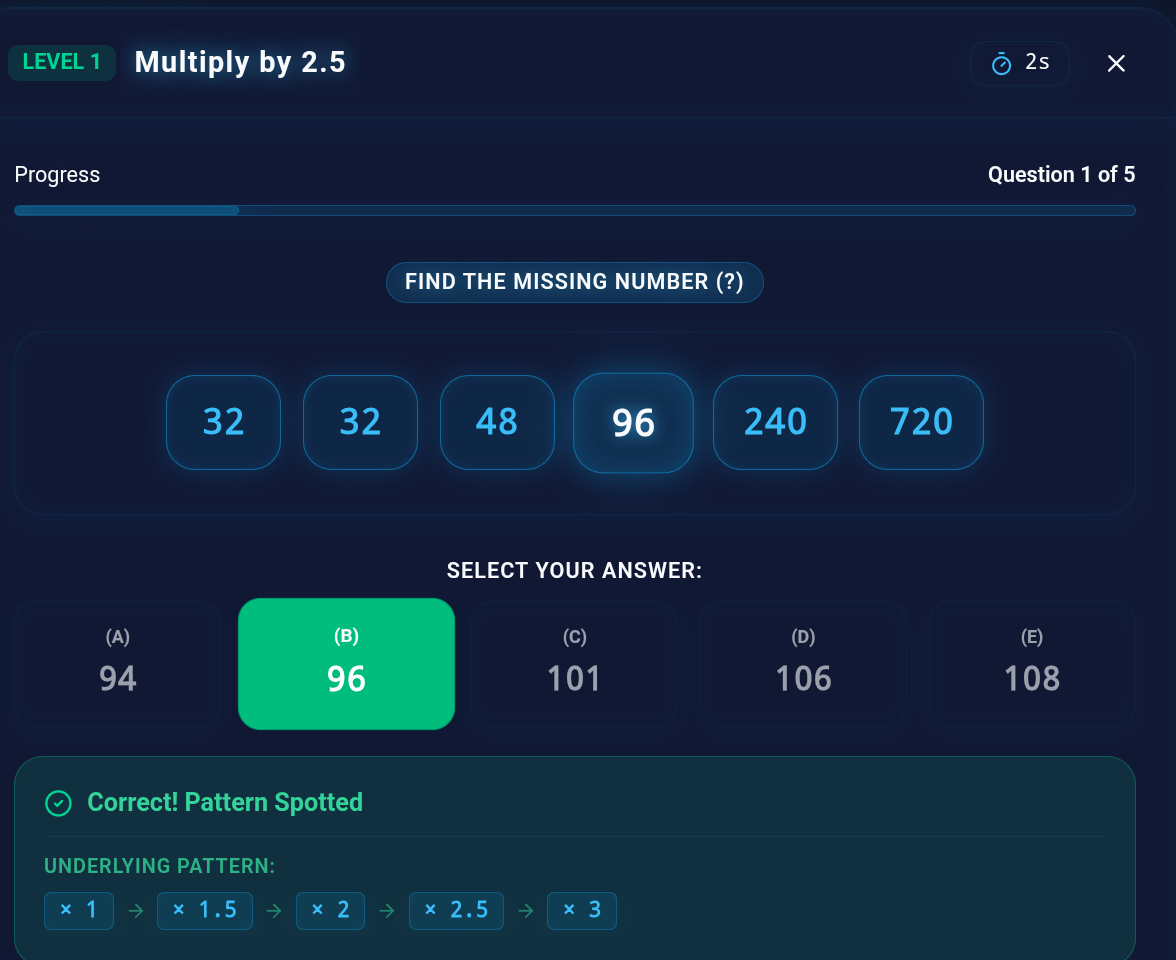 LEVEL 1 Multiply by 2.5 2s
Progress Question 1 of 5
FIND THE MISSING NUMBER (?)
32 32 48 96 240 720
SELECT YOUR ANSWER:
(A) (B) (C) (D) (E)
94 96 101 106 108
Correct! Pattern Spotted
UNDERLYING PATTERN:
× 1 → × 1.5 → × 2 → × 2.5 → × 3